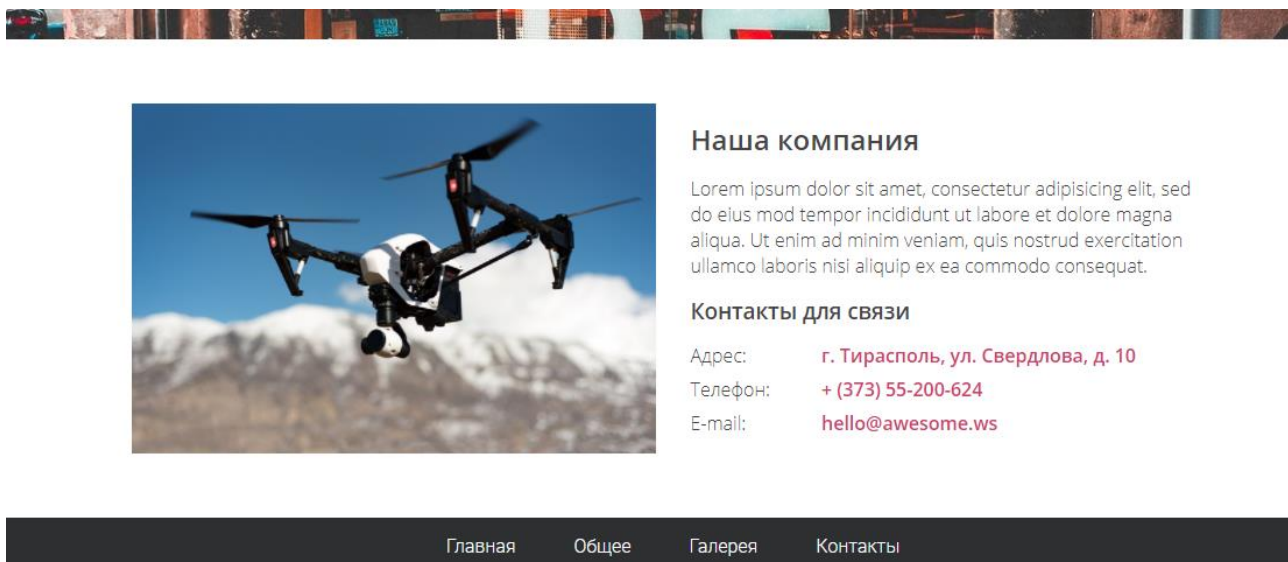 Наша компания
Lorem ipsum dolor sit amet, consectetur adipisicing elit, sed
do eius mod tempor incididunt ut labore et dolore magna
aliqua. Ut enim ad minim veniam, quis nostrud exercitation
ullamco laboris nisi aliquip ex ea commodo consequat.
Контакты для связи
Адрес: г. Тирасполь, ул. Свердлова, д. 10
Телефон: + (373) 55-200-624
E-mail: hello@awesome.ws
Главная Общее Галерея Контакты